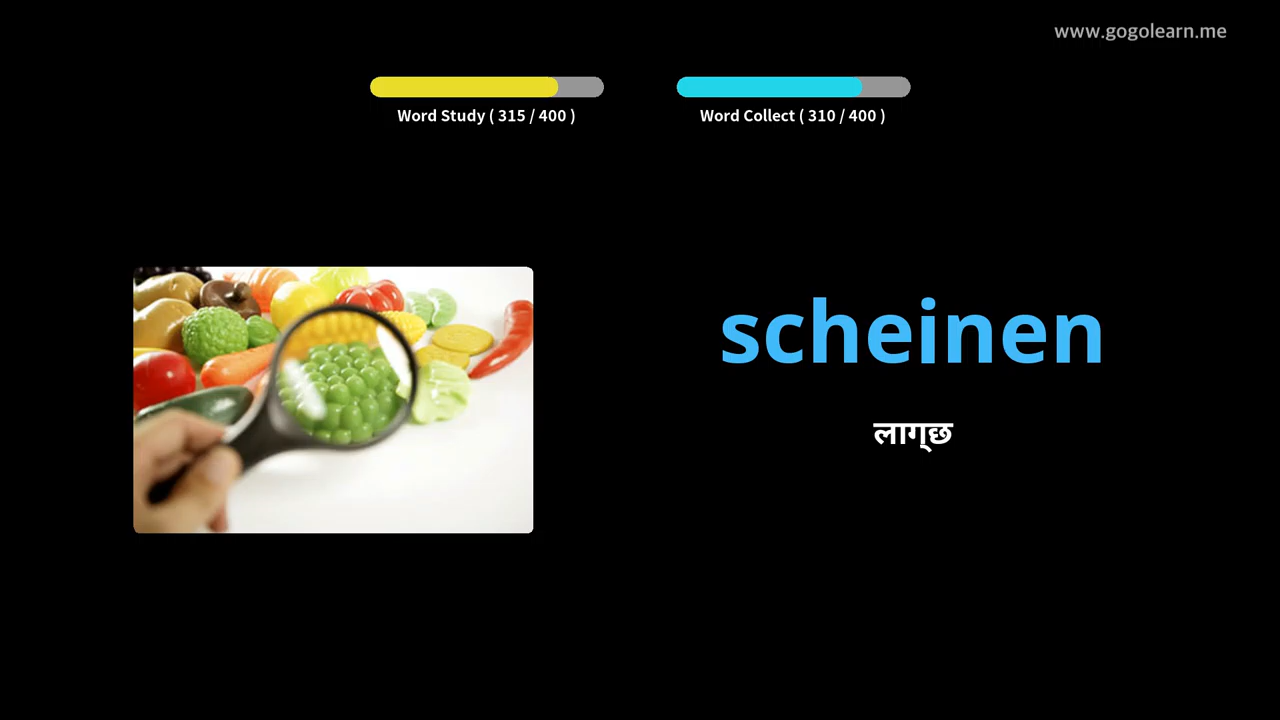 www.gogolearn.me
Word Study ( 315 / 400 )
Word Collect ( 310 / 400 )
scheinen
लाग्छ